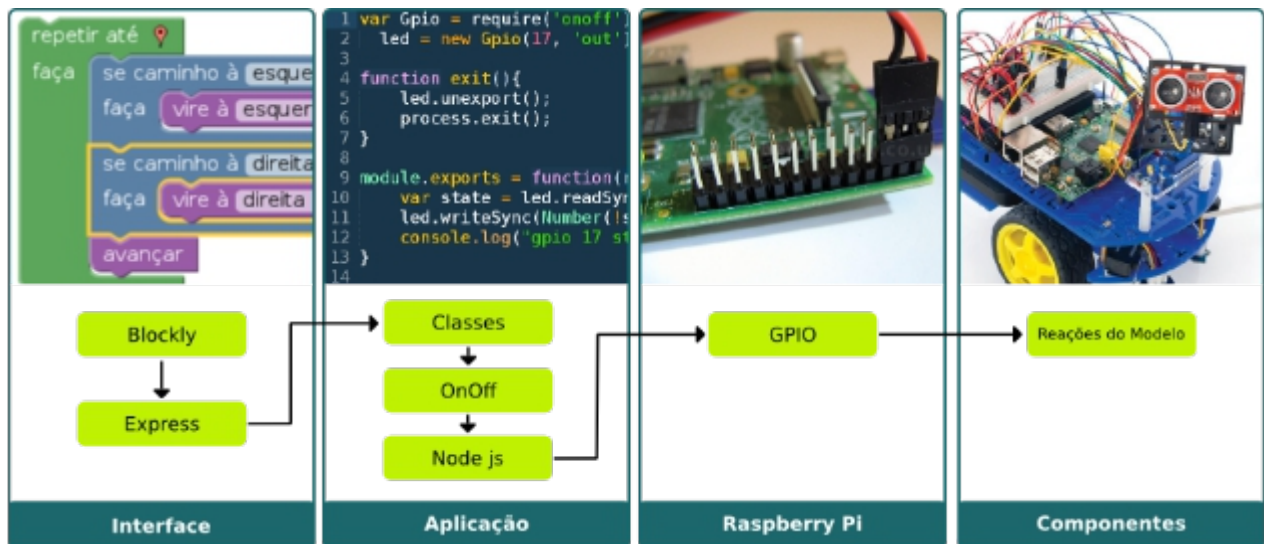 repetir até
faça
se caminho à esque
faça vire à esquer
se caminho à direita
faça vire à direita
avançar
1 var Gpio = require('onoff')
2 led = new Gpio(17, 'out')
3
4 function exit(){
5 led.unexport();
6 process.exit();
7 }
8
9 module.exports = function(r
10 var state = led.readSy
11 led.writeSync(Number(!s
12 console.log("gpio 17 st
13 }
14
Blockly
Express
Classes
OnOff
Node js
GPIO
Reações do Modelo
Interface
Aplicação
Raspberry Pi
Componentes